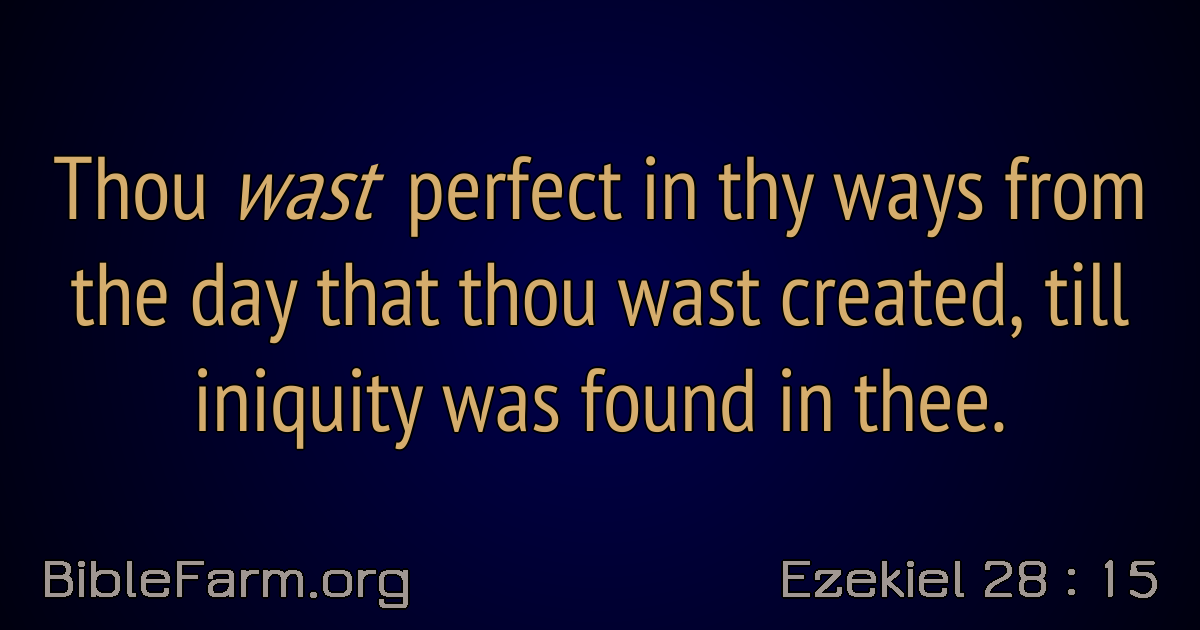 Thou wast perfect in thy ways from
the day that thou wast created, till
iniquity was found in thee.
BibleFarm.org
Ezekiel 28 : 15